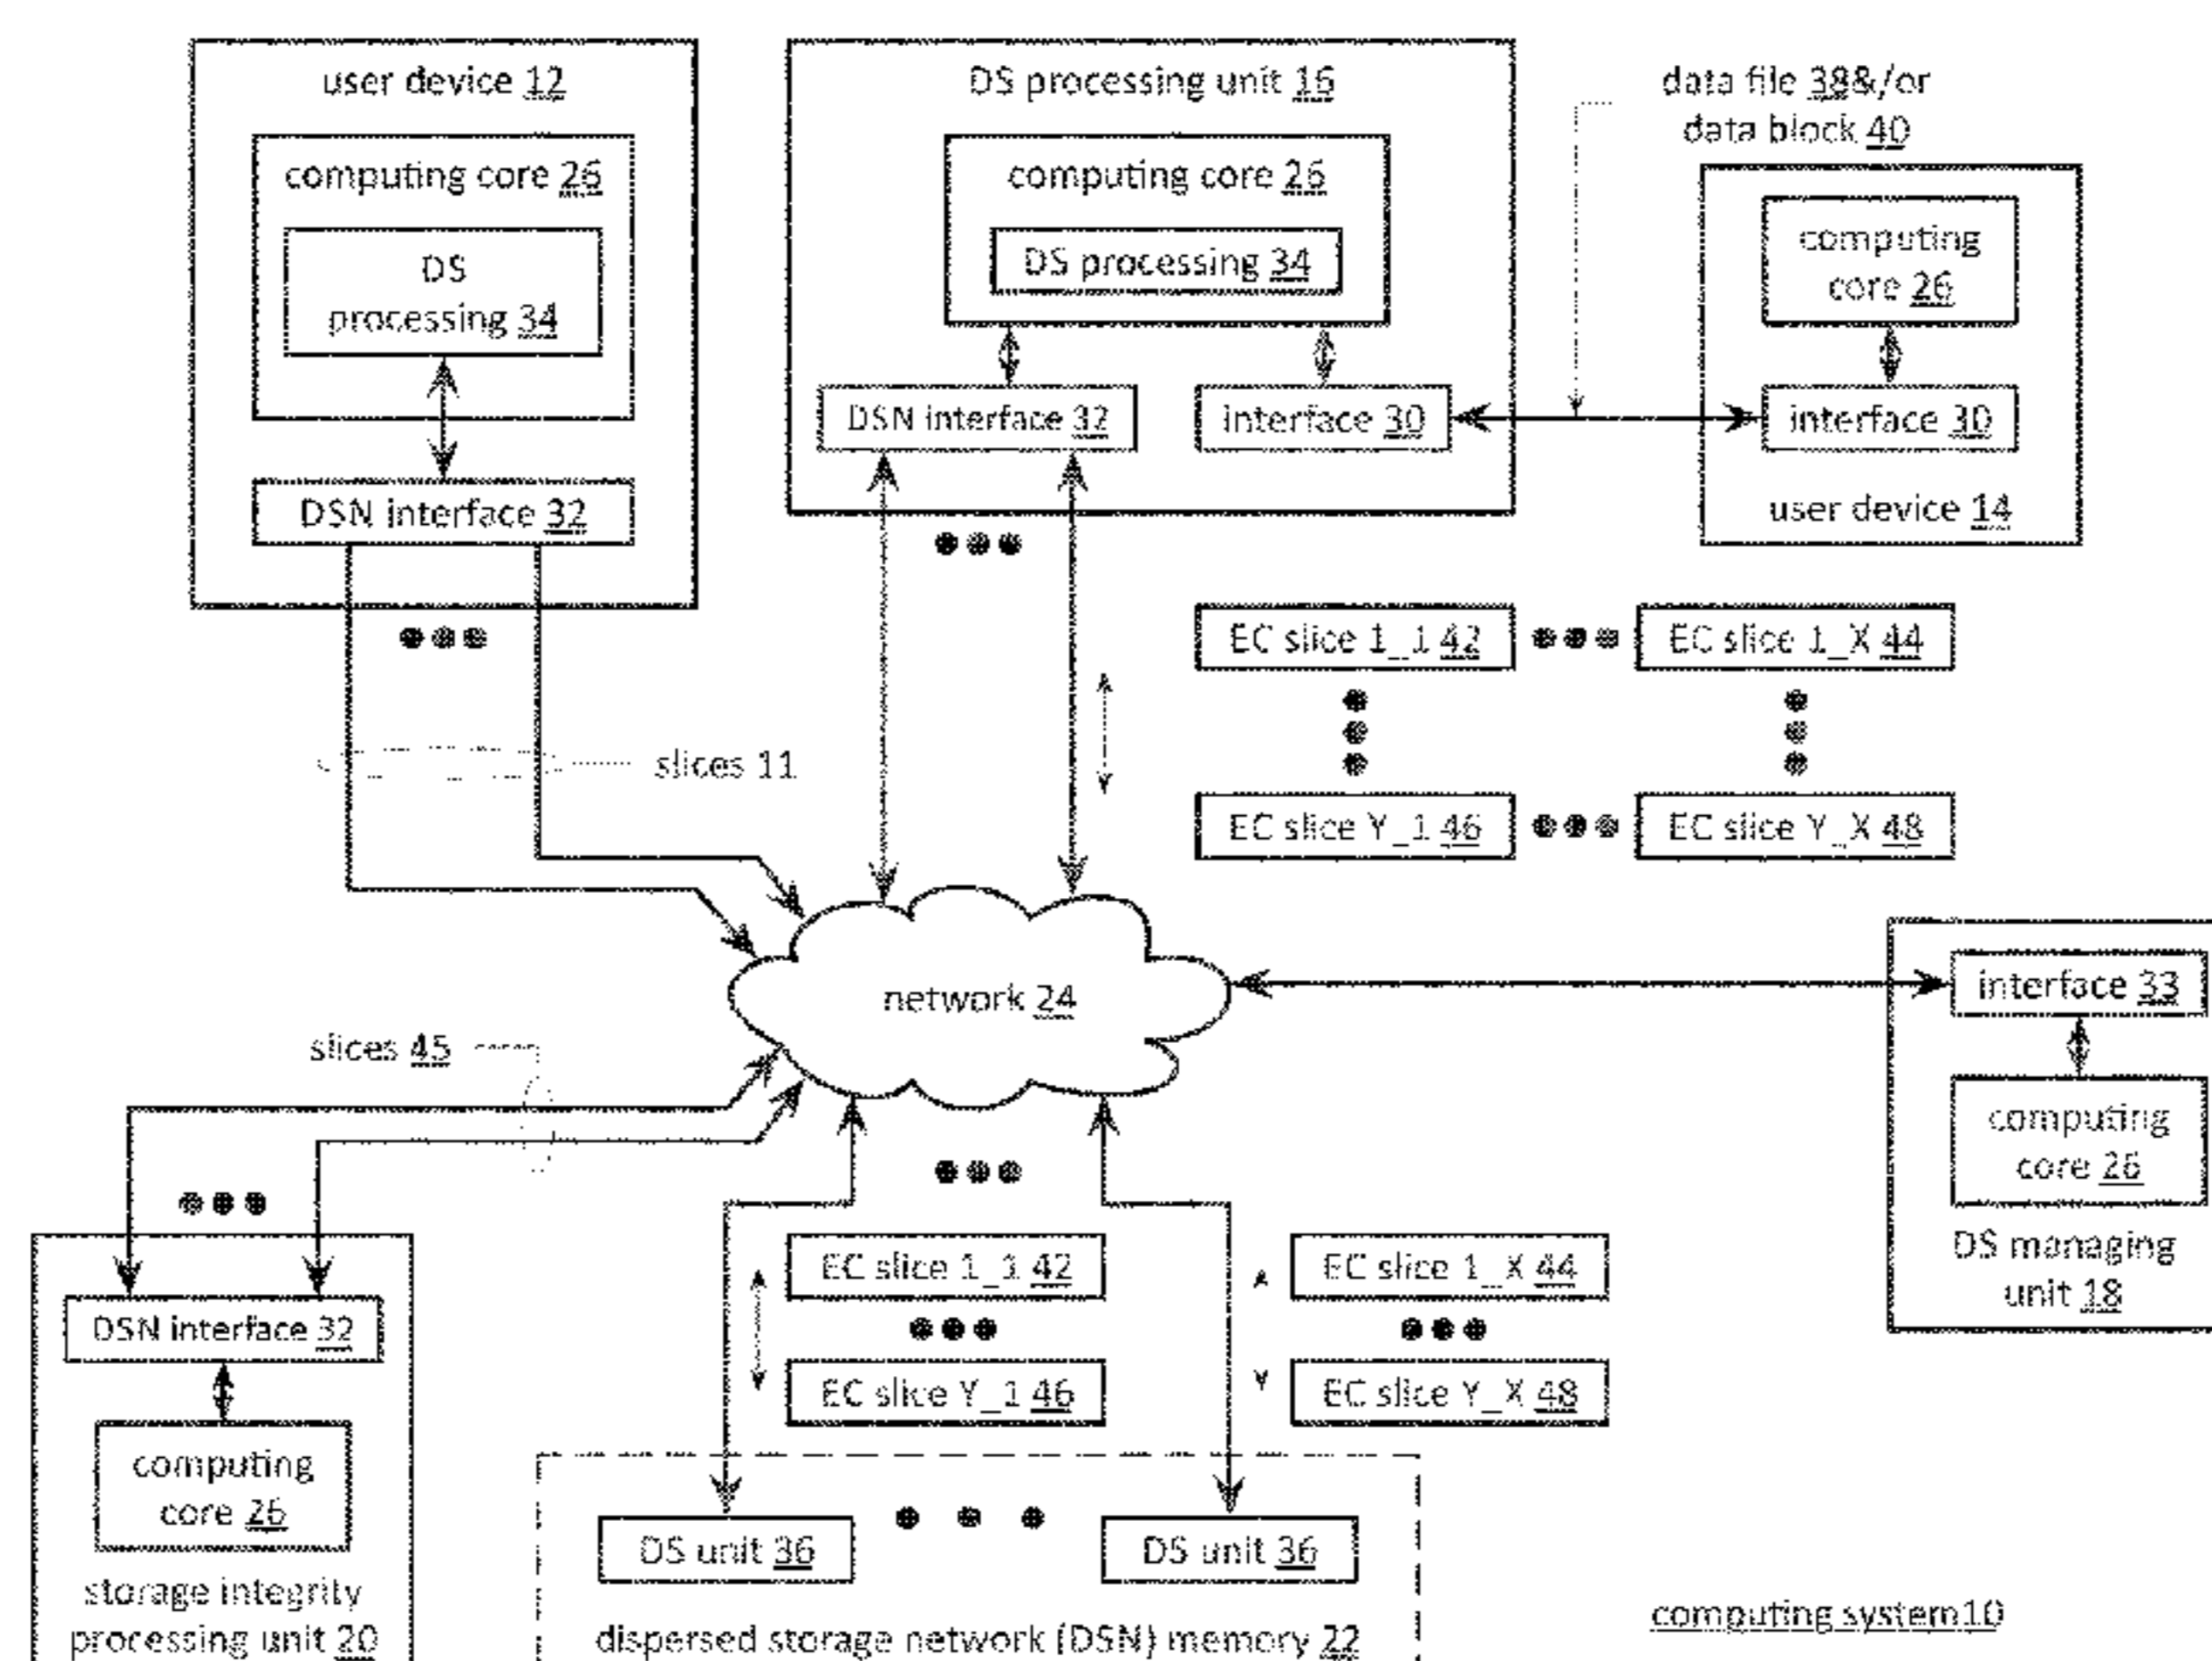 user device 12
computing core 26
DS
processing 34
DSN interface 32
slices 11
DS processing unit 16
computing core 26
DS processing 34
DSN interface 32
interface 30
data file 38&/or
data block 40
computing
core 26
interface 30
user device 14
EC slice 1_1 42
EC slice 1_X 44
EC slice Y_1 46
EC slice Y_X 48
network 24
interface 33
computing
core 26
DS managing
unit 18
slices 45
DSN interface 32
computing
core 26
storage integrity
processing unit 20
EC slice 1_1 42
EC slice Y_1 46
EC slice 1_X 44
EC slice Y_X 48
DS unit 36
DS unit 36
dispersed storage network (DSN) memory 22
computing system10